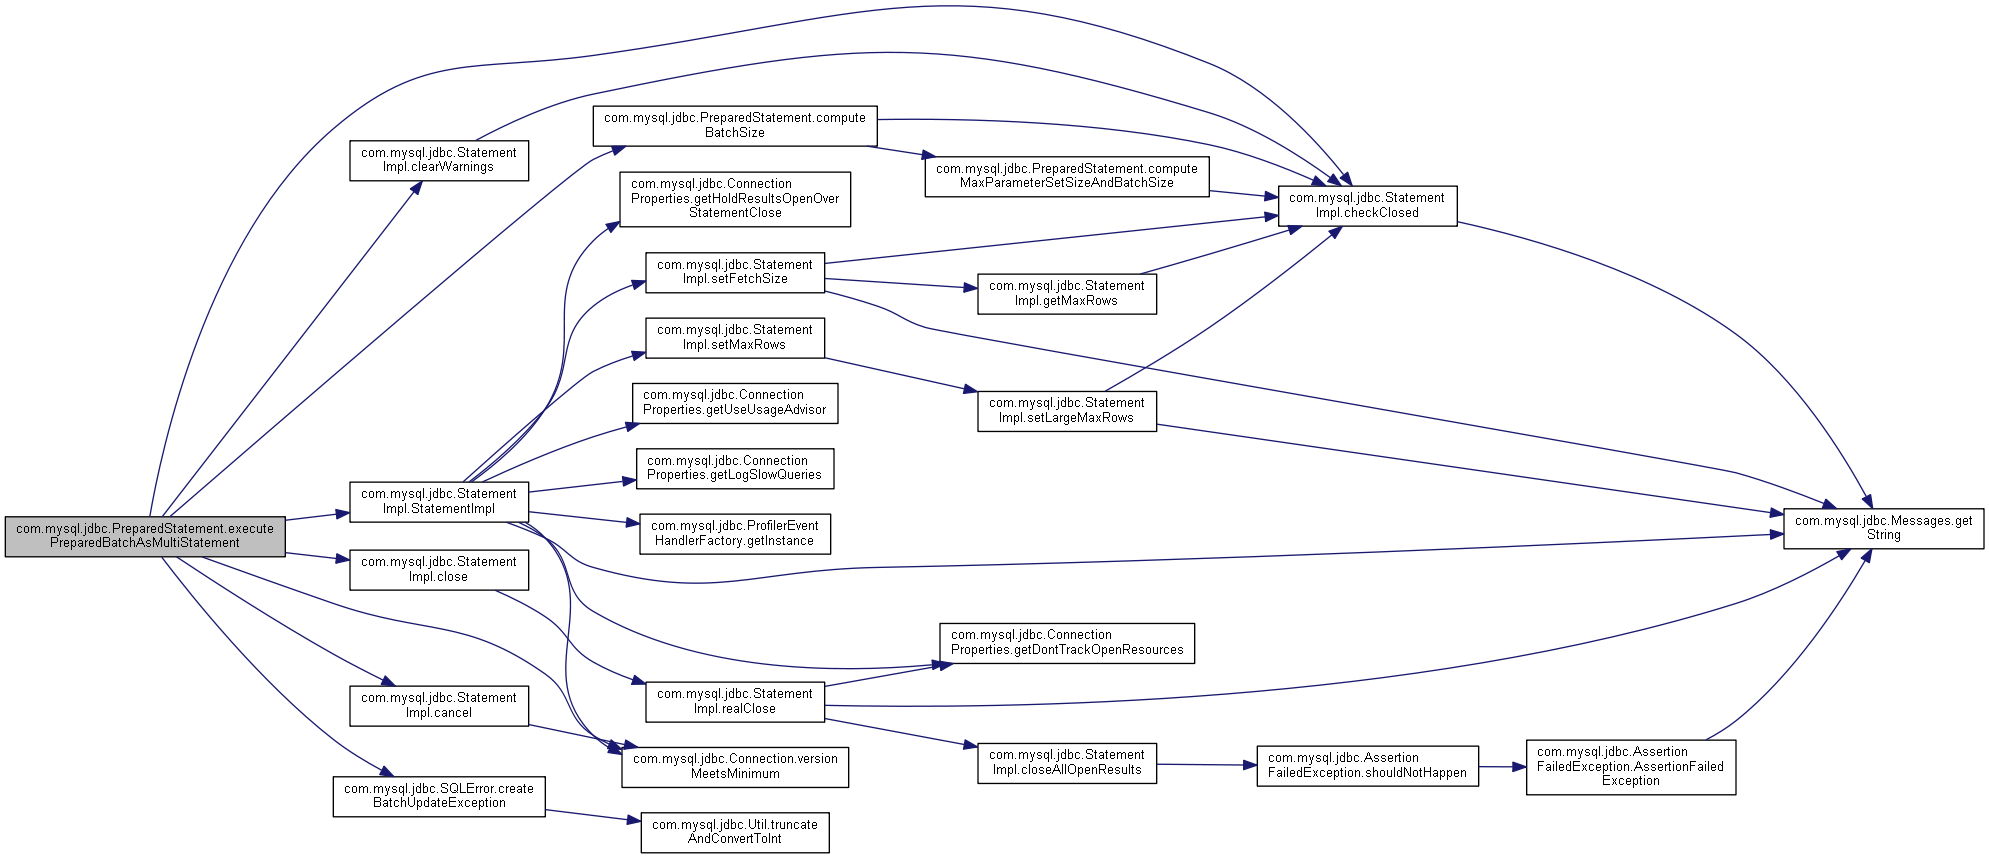 com.mysql.jdbc.PreparedStatement.execute
PreparedBatchAsMultiStatement
com.mysql.jdbc.Statement
Impl.clearWarnings
com.mysql.jdbc.Statement
Impl.StatementImpl
com.mysql.jdbc.Statement
Impl.close
com.mysql.jdbc.Statement
Impl.cancel
com.mysql.jdbc.SQLError.create
BatchUpdateException
com.mysql.jdbc.PreparedStatement.compute
BatchSize
com.mysql.jdbc.Connection
Properties.getHoldResultsOpenOver
StatementClose
com.mysql.jdbc.Statement
Impl.setFetchSize
com.mysql.jdbc.Statement
Impl.setMaxRows
com.mysql.jdbc.Connection
Properties.getUseUsageAdvisor
com.mysql.jdbc.Connection
Properties.getLogSlowQueries
com.mysql.jdbc.ProfilerEvent
HandlerFactory.getInstance
com.mysql.jdbc.Statement
Impl.realClose
com.mysql.jdbc.Connection.version
MeetsMinimum
com.mysql.jdbc.Util.truncate
AndConvertToInt
com.mysql.jdbc.PreparedStatement.compute
MaxParameterSetSizeAndBatchSize
com.mysql.jdbc.Statement
Impl.getMaxRows
com.mysql.jdbc.Statement
Impl.setLargeMaxRows
com.mysql.jdbc.Connection
Properties.getDontTrackOpenResources
com.mysql.jdbc.Statement
Impl.closeAllOpenResults
com.mysql.jdbc.Statement
Impl.checkClosed
com.mysql.jdbc.Assertion
FailedException.shouldNotHappen
com.mysql.jdbc.Assertion
FailedException.AssertionFailed
Exception
com.mysql.jdbc.Messages.get
String